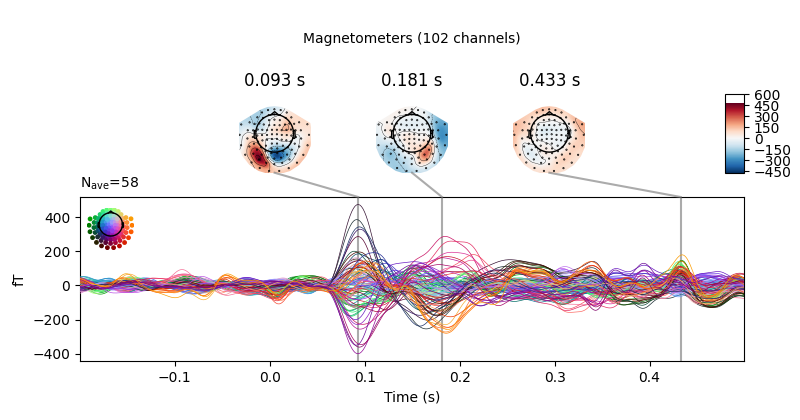 Magnetometers (102 channels)
0.093 s 0.181 s 0.433 s
600
450
300
150
0
−150
−300
−450
Nave=58
400
200
0
−200
−400
fT
−0.1 0.0 0.1 0.2 0.3 0.4
Time (s)